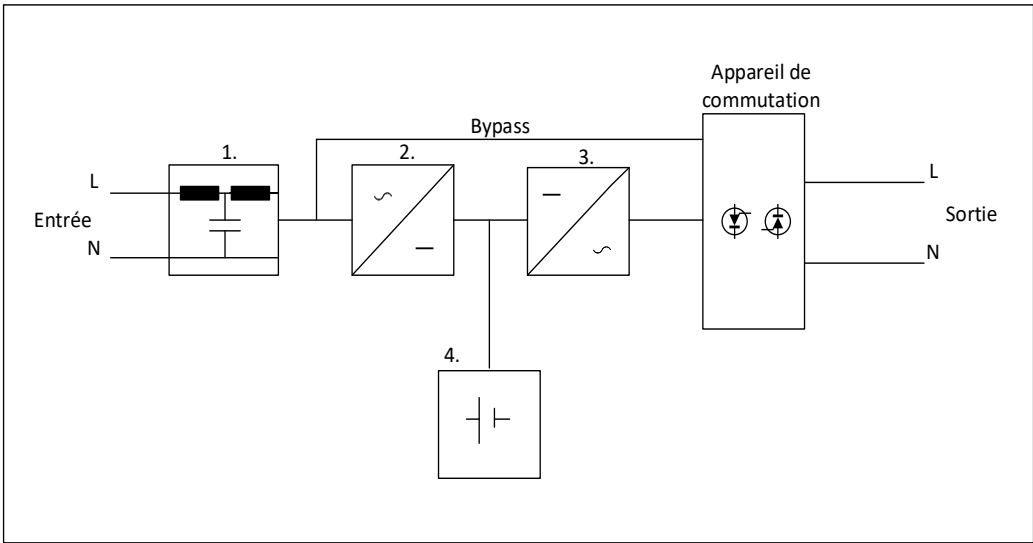 Appareil de
commutation
Bypass
1.
2.
3.
L
Entrée
N
L
Sortie
N
4.